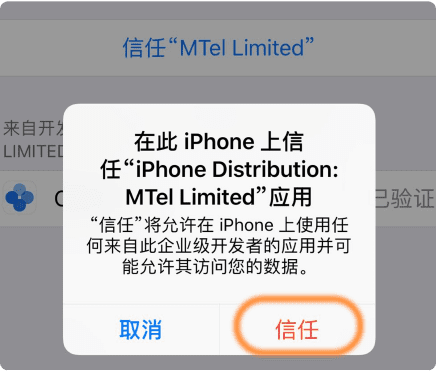 信任“MTel Limited”
来自开发
LIMITED
在此 iPhone 上信
任“iPhone Distribution:
MTel Limited”应用
“信任”将允许在 iPhone 上使用任
何来自此企业级开发者的应用并可
能允许其访问您的数据。
已验证
取消 信任